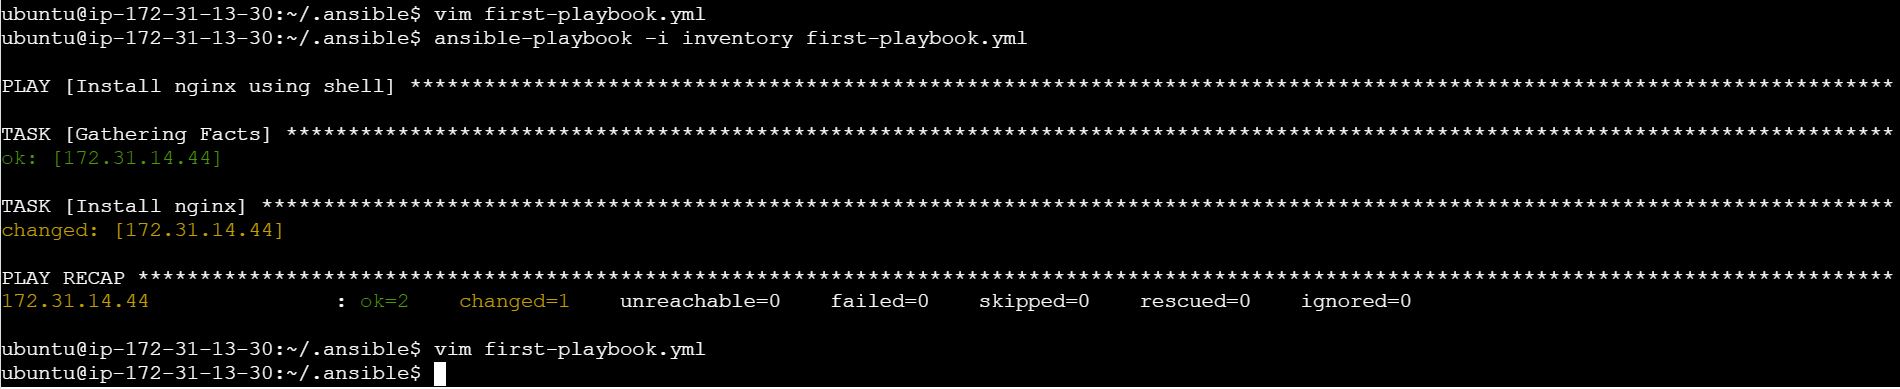 ubuntu@ip-172-31-13-30:~/.ansible$ vim first-playbook.yml
ubuntu@ip-172-31-13-30:~/.ansible$ ansible-playbook -i inventory first-playbook.yml
PLAY [Install nginx using shell] ************************************************************************************************************************
TASK [Gathering Facts] **********************************************************************************************************************************
ok: [172.31.14.44]
TASK [Install nginx] ************************************************************************************************************************************
changed: [172.31.14.44]
PLAY RECAP **********************************************************************************************************************************************
172.31.14.44               : ok=2    changed=1    unreachable=0    failed=0    skipped=0    rescued=0    ignored=0
ubuntu@ip-172-31-13-30:~/.ansible$ vim first-playbook.yml
ubuntu@ip-172-31-13-30:~/.ansible$